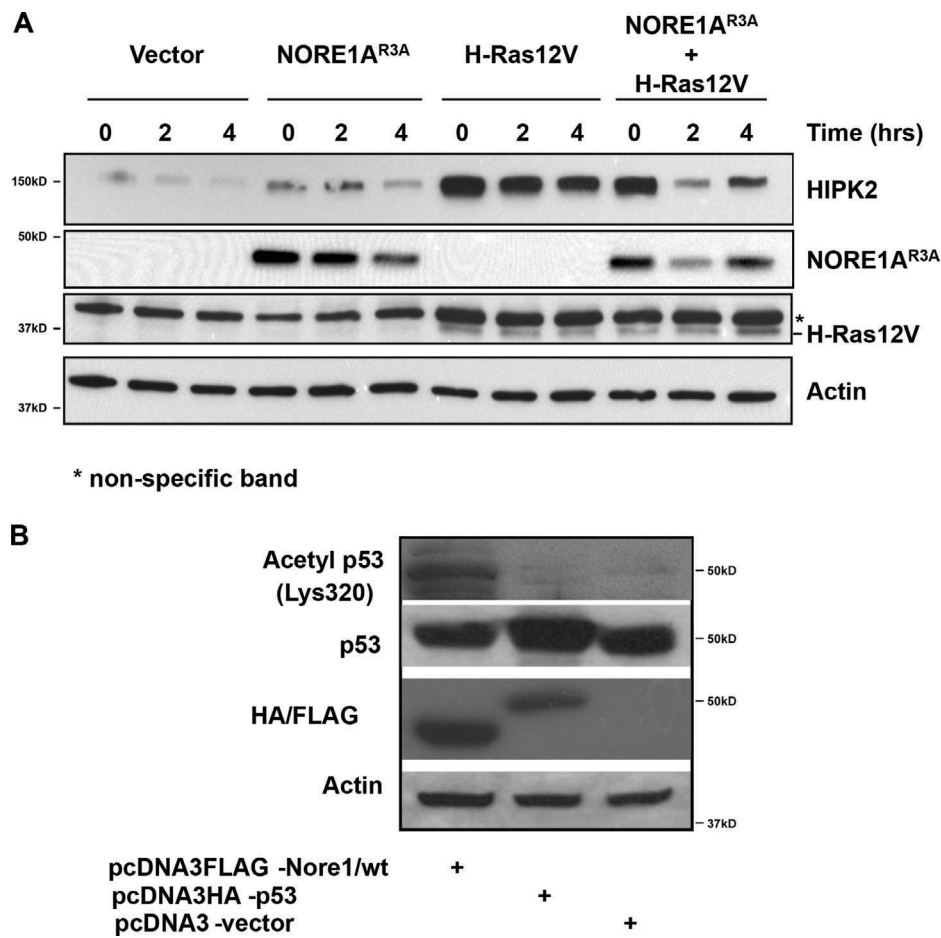 A
Vector NORE1A^R3A H-Ras12V NORE1A^R3A
+
H-Ras12V
0 2 4 0 2 4 0 2 4 0 2 4 Time (hrs)
150kD HIPK2
50kD NORE1A^R3A
37kD * H-Ras12V
37kD Actin
* non-specific band
B
Acetyl p53
(Lys320) 50kD
p53 50kD
HA/FLAG 50kD
Actin 37kD
pcDNA3FLAG -Nore1/wt +
pcDNA3HA -p53 +
pcDNA3 -vector +